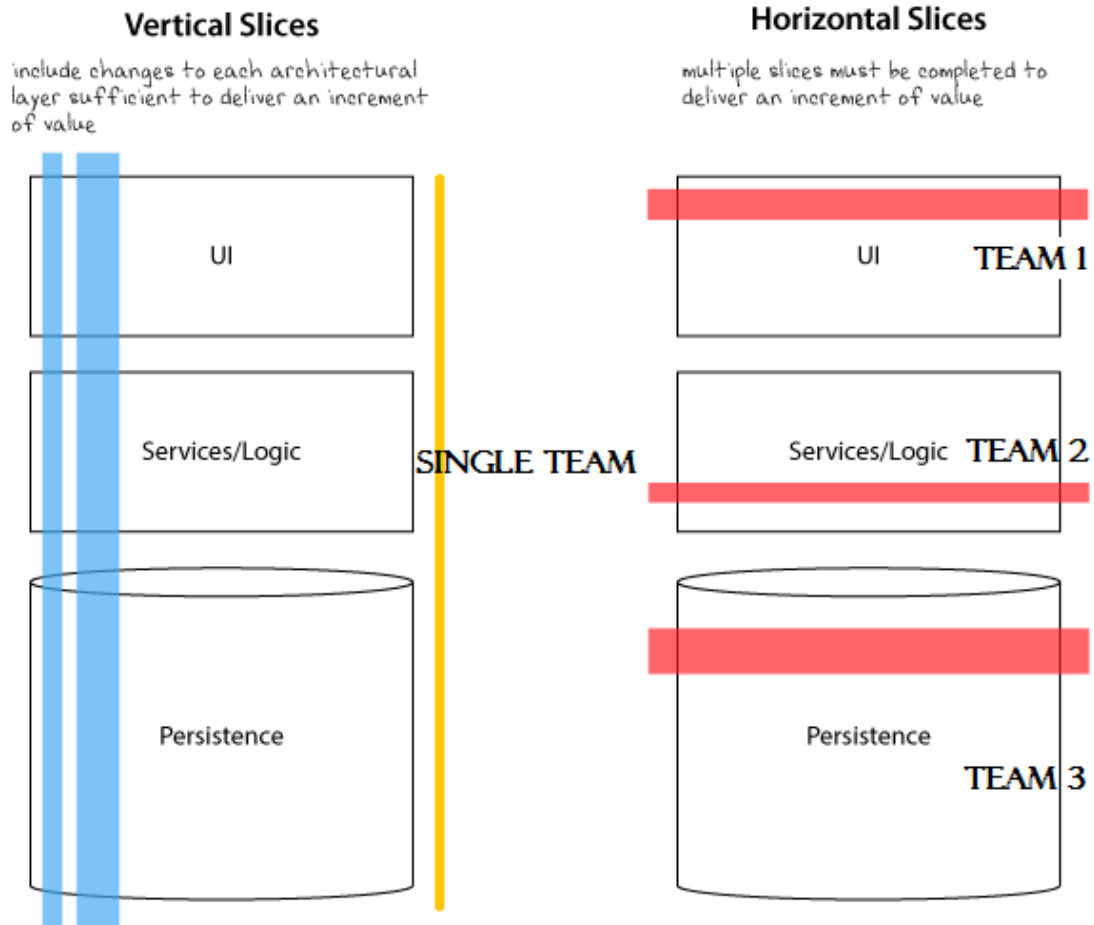 Vertical Slices
include changes to each architectural
layer sufficient to deliver an increment
of value
UI
Services/Logic
SINGLE TEAM
Persistence
Horizontal Slices
multiple slices must be completed to
deliver an increment of value
UI
TEAM 1
Services/Logic
TEAM 2
Persistence
TEAM 3